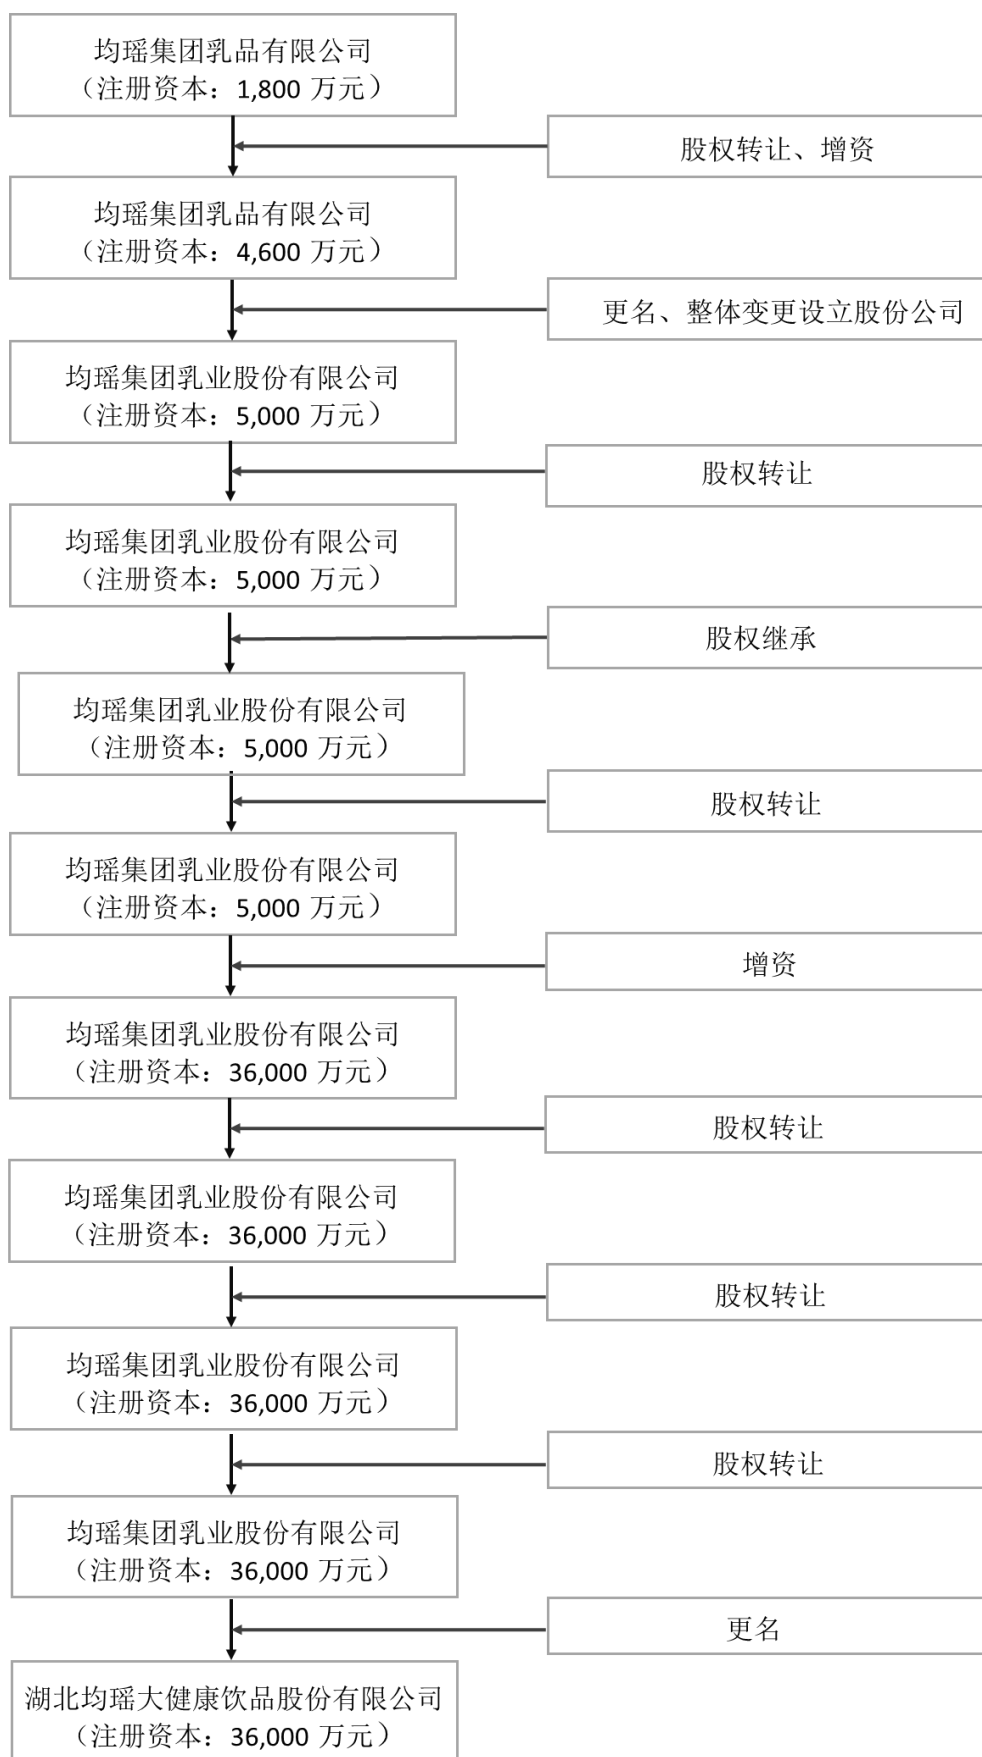 均瑶集团乳品有限公司
（注册资本：1,800 万元）
股权转让、增资
均瑶集团乳品有限公司
（注册资本：4,600 万元）
更名、整体变更设立股份公司
均瑶集团乳业股份有限公司
（注册资本：5,000 万元）
股权转让
均瑶集团乳业股份有限公司
（注册资本：5,000 万元）
股权继承
均瑶集团乳业股份有限公司
（注册资本：5,000 万元）
股权转让
均瑶集团乳业股份有限公司
（注册资本：5,000 万元）
增资
均瑶集团乳业股份有限公司
（注册资本：36,000 万元）
股权转让
均瑶集团乳业股份有限公司
（注册资本：36,000 万元）
股权转让
均瑶集团乳业股份有限公司
（注册资本：36,000 万元）
股权转让
均瑶集团乳业股份有限公司
（注册资本：36,000 万元）
更名
湖北均瑶大健康饮品股份有限公司
（注册资本：36,000 万元）